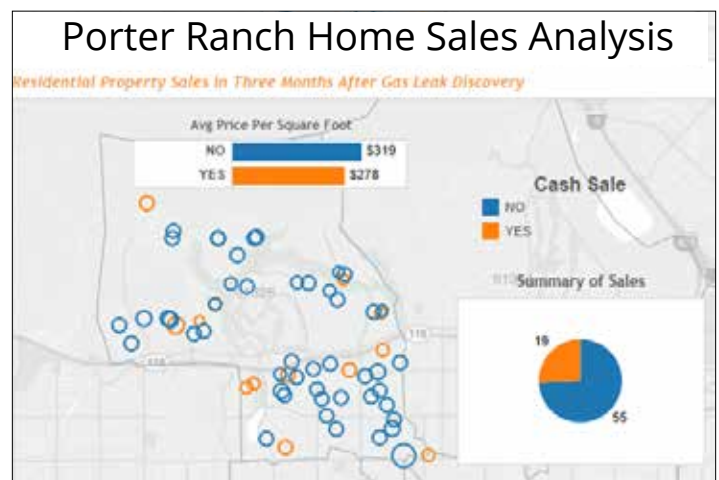 Porter Ranch Home Sales Analysis
Residential Property Sales in Three Months After Gas Leak Discovery
Avg Price Per Square Foot
NO $319
YES $278
Cash Sale
NO
YES
Summary of Sales
19
55
118